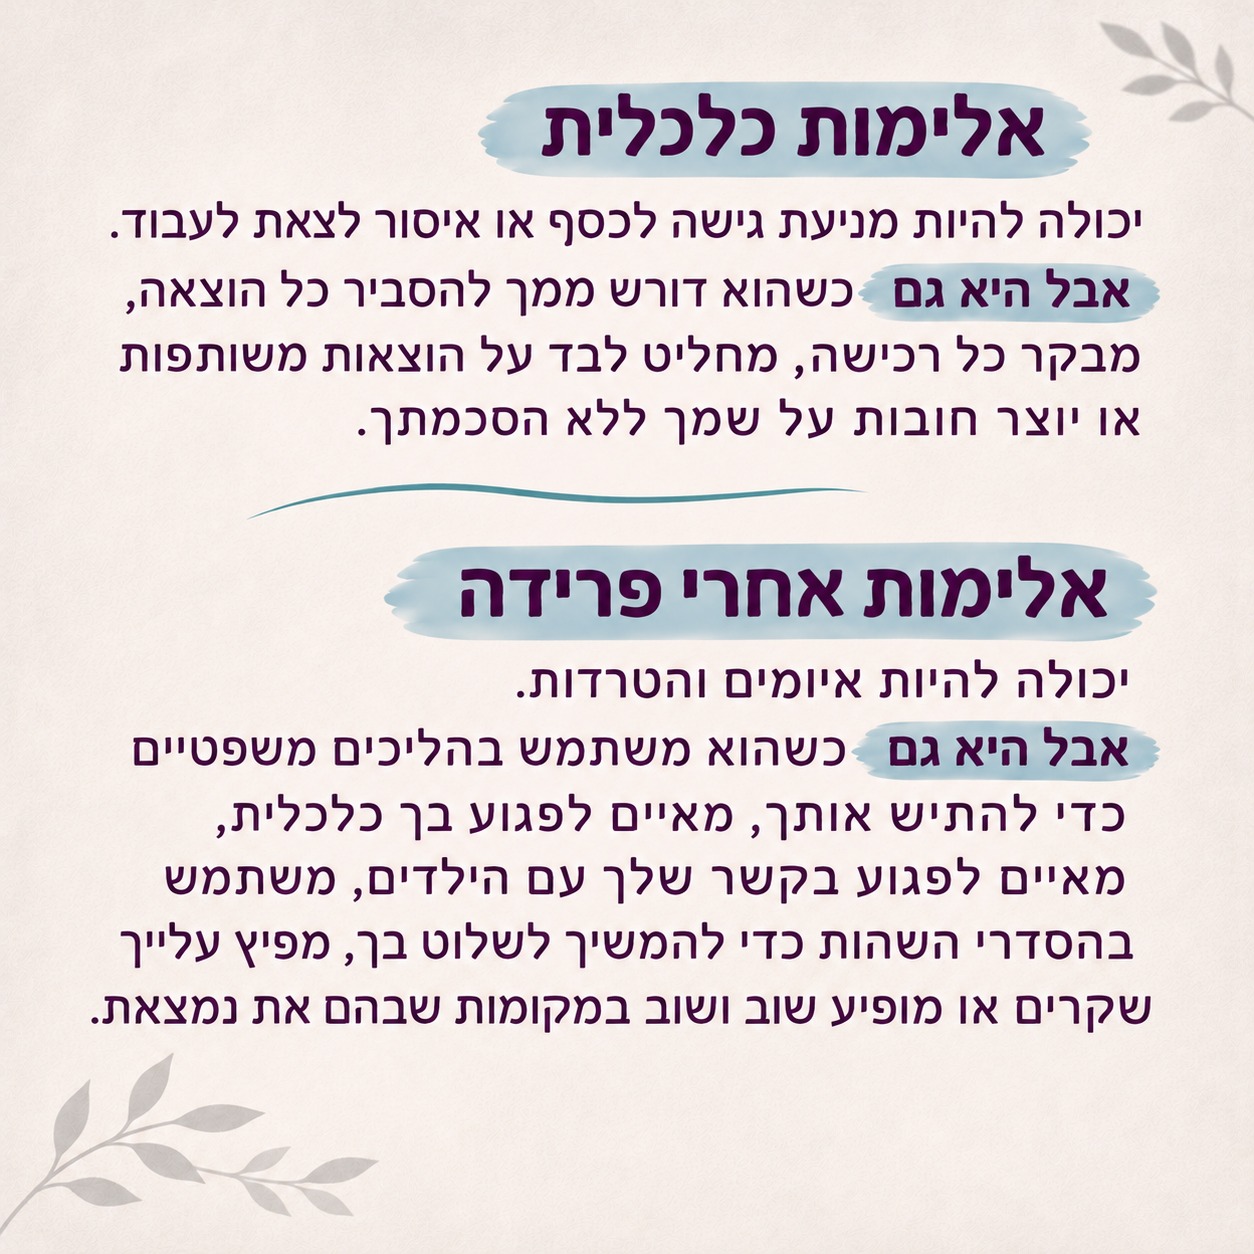 אלימות כלכלית
יכולה להיות מניעת גישה לכסף או איסור לצאת לעבוד.
אבל היא גם כשהוא דורש ממך להסביר כל הוצאה,
מבקר כל רכישה, מחליט לבד על הוצאות משותפות
או יוצר חובות על שמך ללא הסכמתך.
אלימות אחרי פרידה
יכולה להיות איומים והטרדות.
אבל היא גם כשהוא משתמש בהליכים משפטיים
כדי להתיש אותך, מאיים לפגוע בך כלכלית,
מאיים לפגוע בקשר שלך עם הילדים, משתמש
בהסדרי השהות כדי להמשיך לשלוט בך, מפיץ עלייך
שקרים או מופיע שוב ושוב במקומות שבהם את נמצאת.